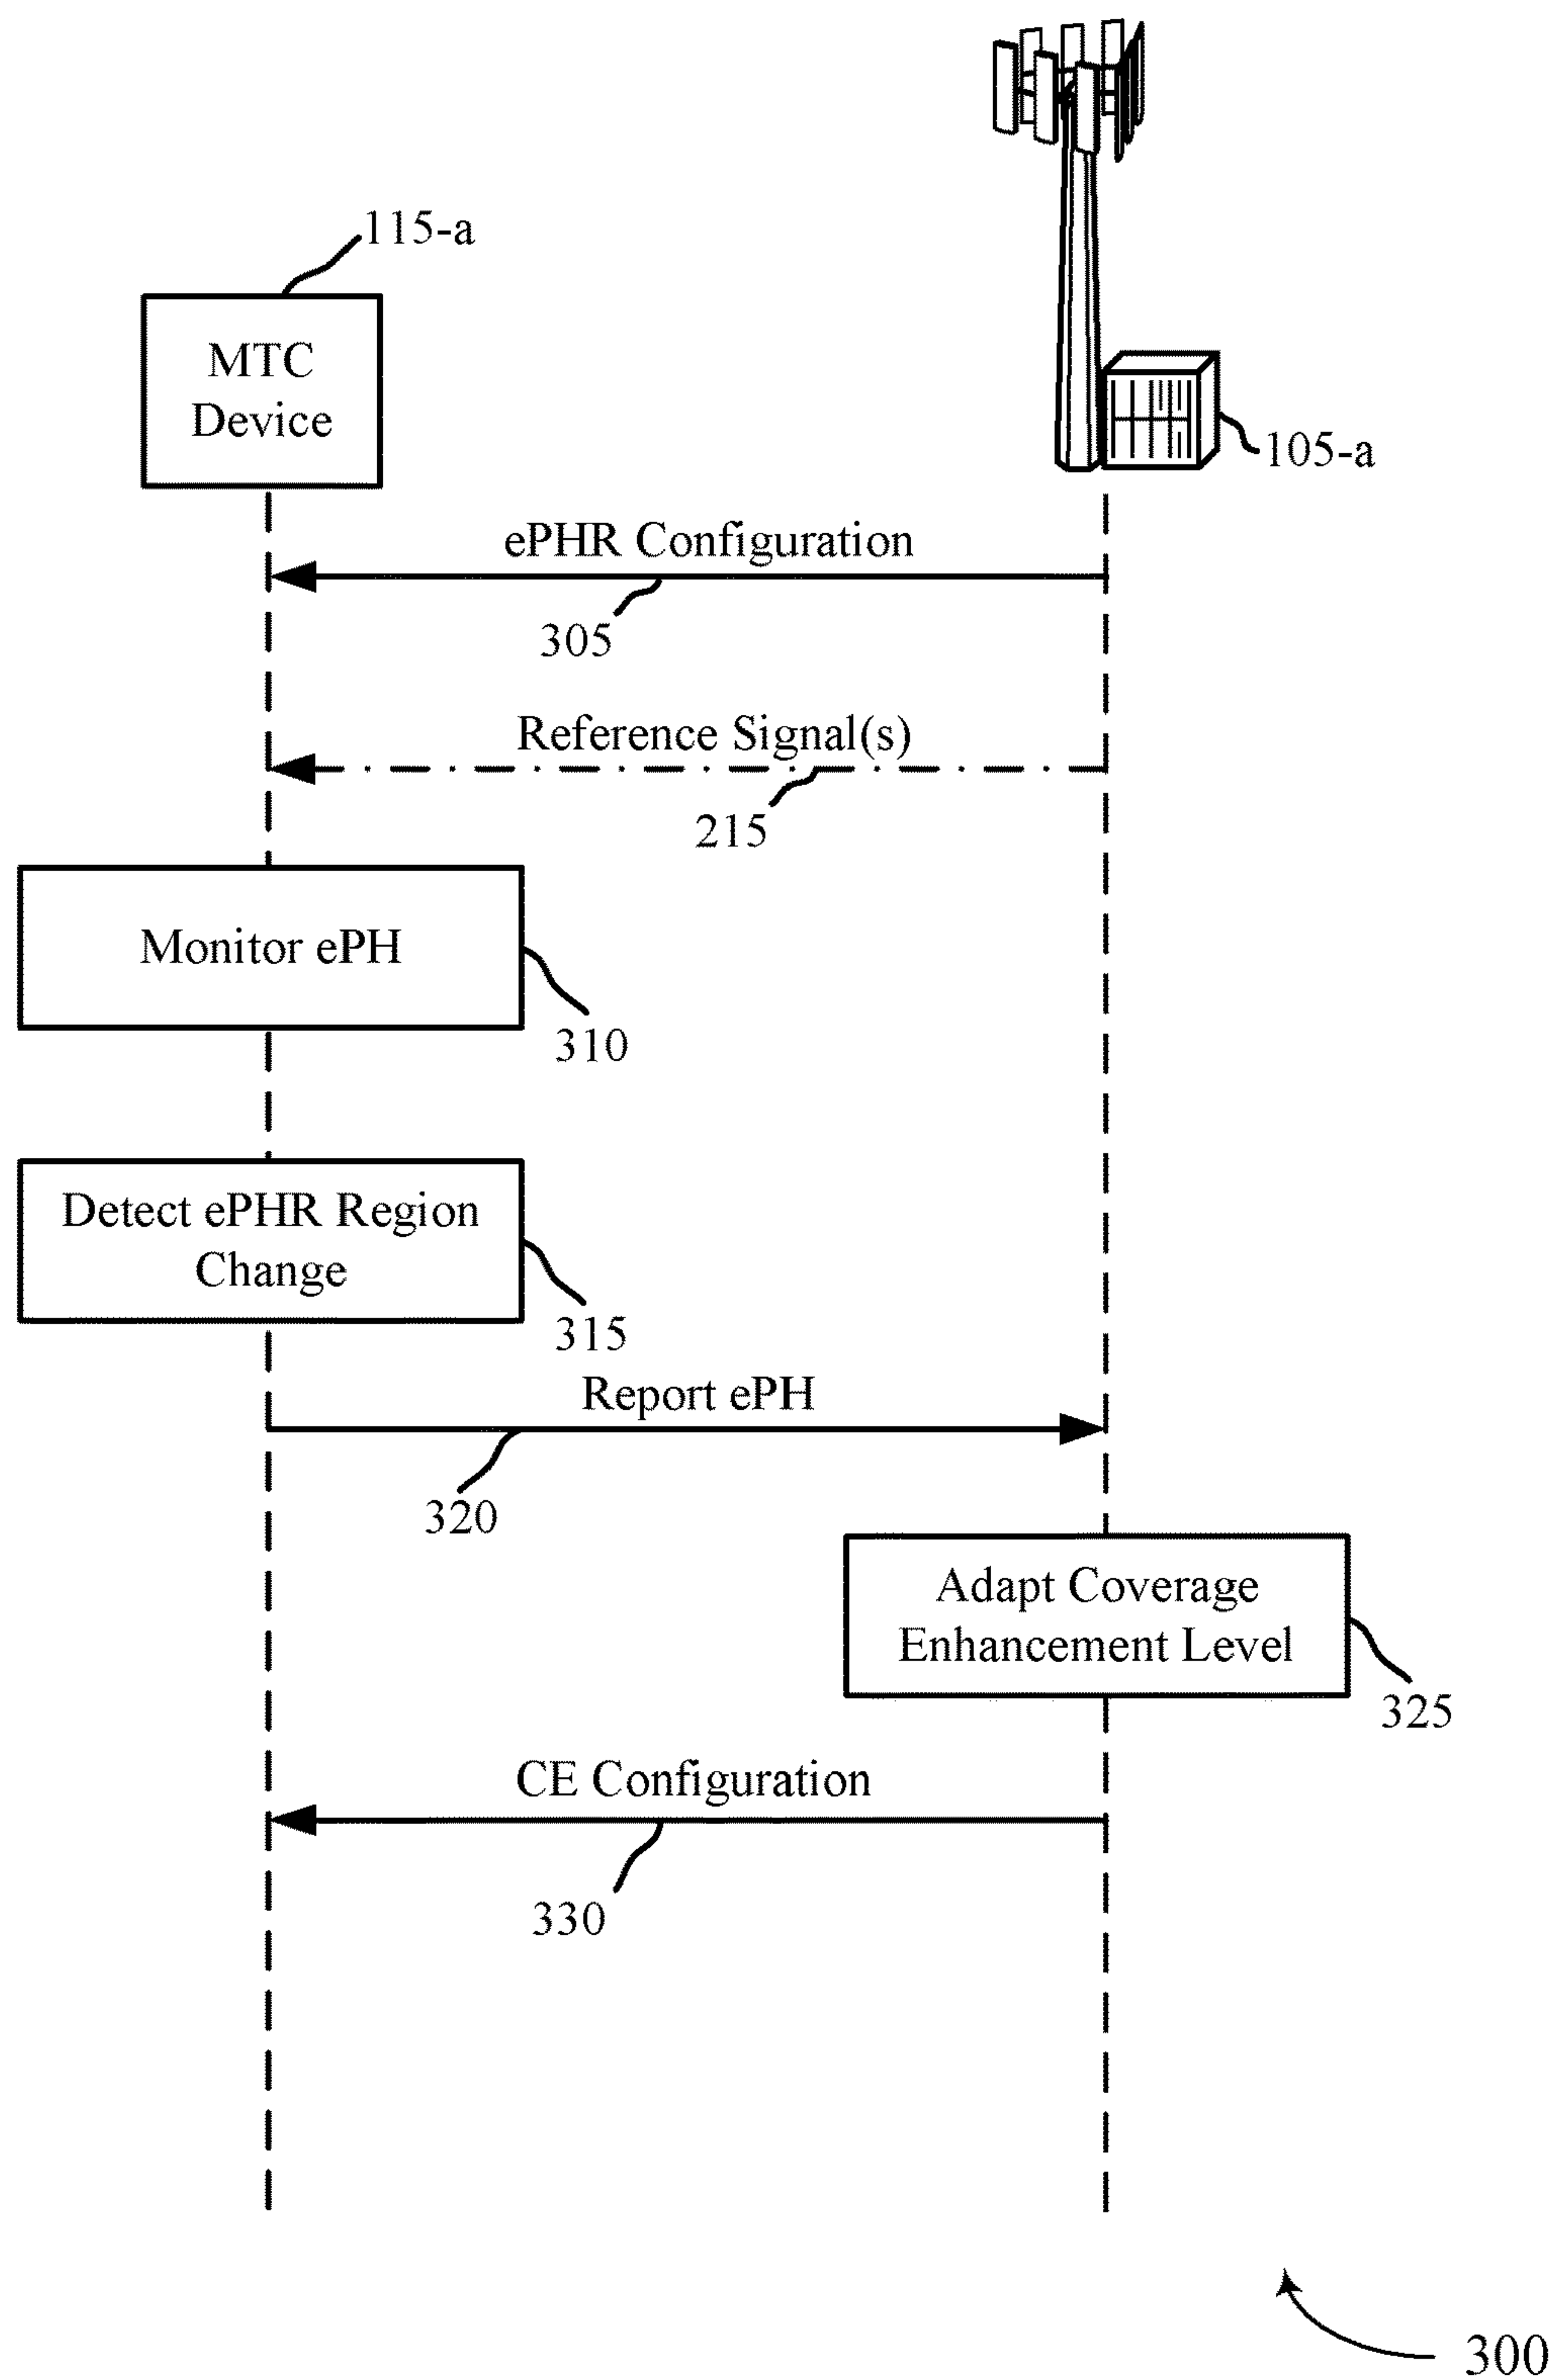 115-a
MTC
Device
105-a
ePHR Configuration
305
Reference Signal(s)
215
Monitor ePH
310
Detect ePHR Region
Change
315
Report ePH
320
Adapt Coverage
Enhancement Level
325
CE Configuration
330
300